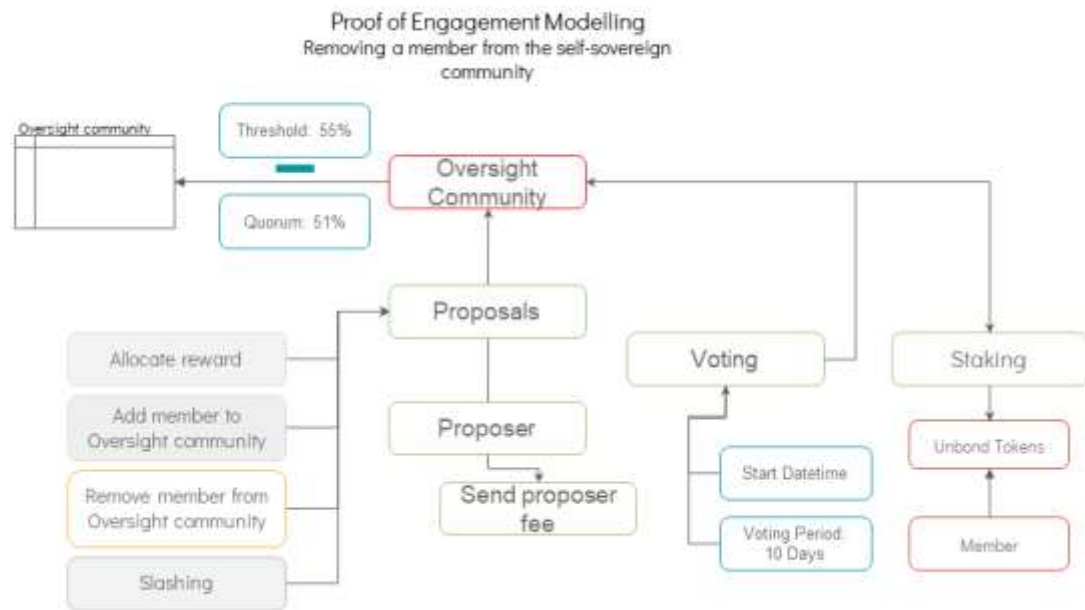 Proof of Engagement Modelling
Removing a member from the self-sovereign
community
Oversight community
Threshold: 55%
Quorum: 51%
Oversight
Community
Proposals
Allocate reward
Add member to
Oversight community
Remove member from
Oversight community
Slashing
Proposer
Send proposer
fee
Voting
Start Datetime
Voting Period:
10 Days
Staking
Unbond Tokens
Member